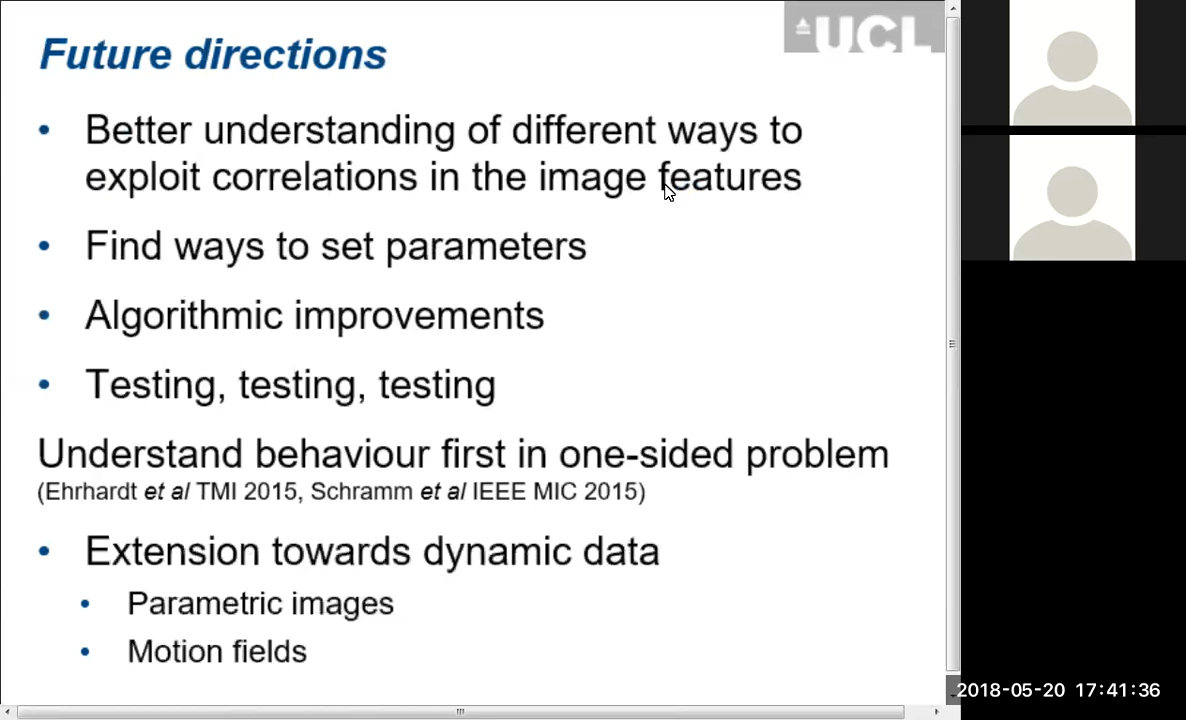 Future directions
UCL
• Better understanding of different ways to
exploit correlations in the image features
• Find ways to set parameters
• Algorithmic improvements
• Testing, testing, testing
Understand behaviour first in one-sided problem
(Ehrhardt et al TMI 2015, Schramm et al IEEE MIC 2015)
• Extension towards dynamic data
• Parametric images
• Motion fields
2018-05-20 17:41:36